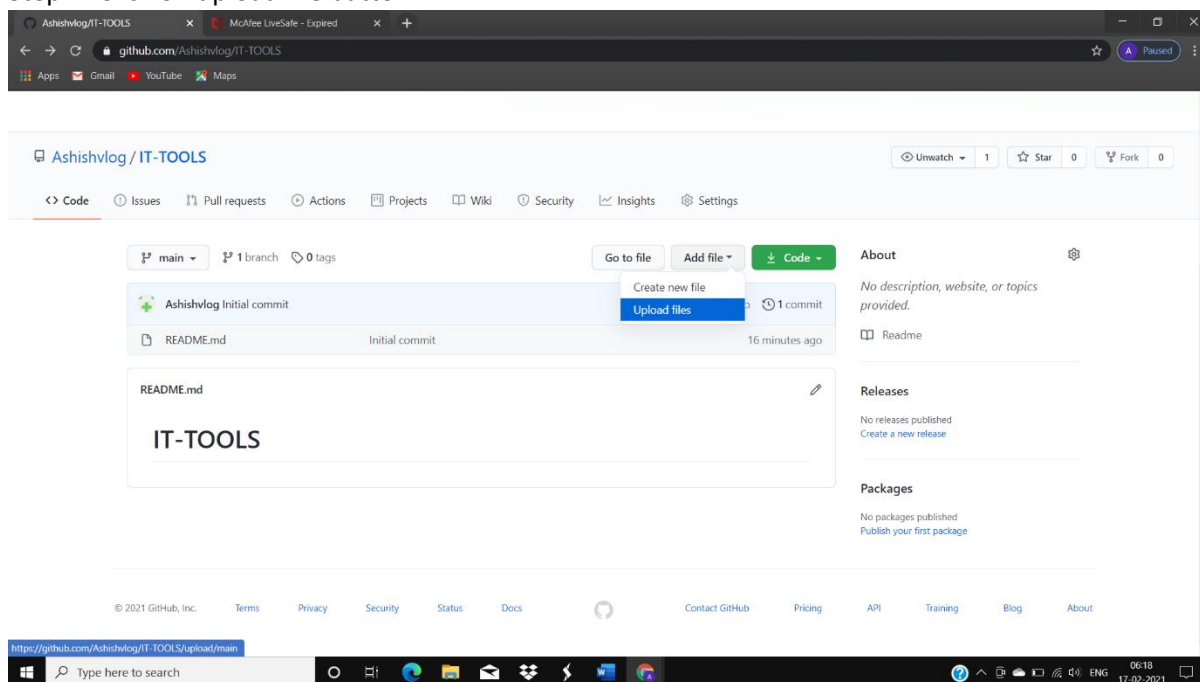 Ashishvlog/IT-TOOLS
McAfee LiveSafe - Expired
github.com/Ashishvlog/IT-TOOLS
A Paused
Apps Gmail YouTube Maps
Ashishvlog / IT-TOOLS
Unwatch 1 Star 0 Fork 0
<> Code Issues Pull requests Actions Projects Wiki Security Insights Settings
main 1 branch 0 tags Go to file Add file Code
Create new file
Upload files
Ashishvlog Initial commit 1 commit
README.md Initial commit 16 minutes ago
README.md
IT-TOOLS
About
No description, website, or topics
provided.
Readme
Releases
No releases published
Create a new release
Packages
No packages published
Publish your first package
© 2021 GitHub, Inc. Terms Privacy Security Status Docs Contact GitHub Pricing API Training Blog About
https://github.com/Ashishvlog/IT-TOOLS/upload/main
Type here to search
ENG 06:18
17-02-2021